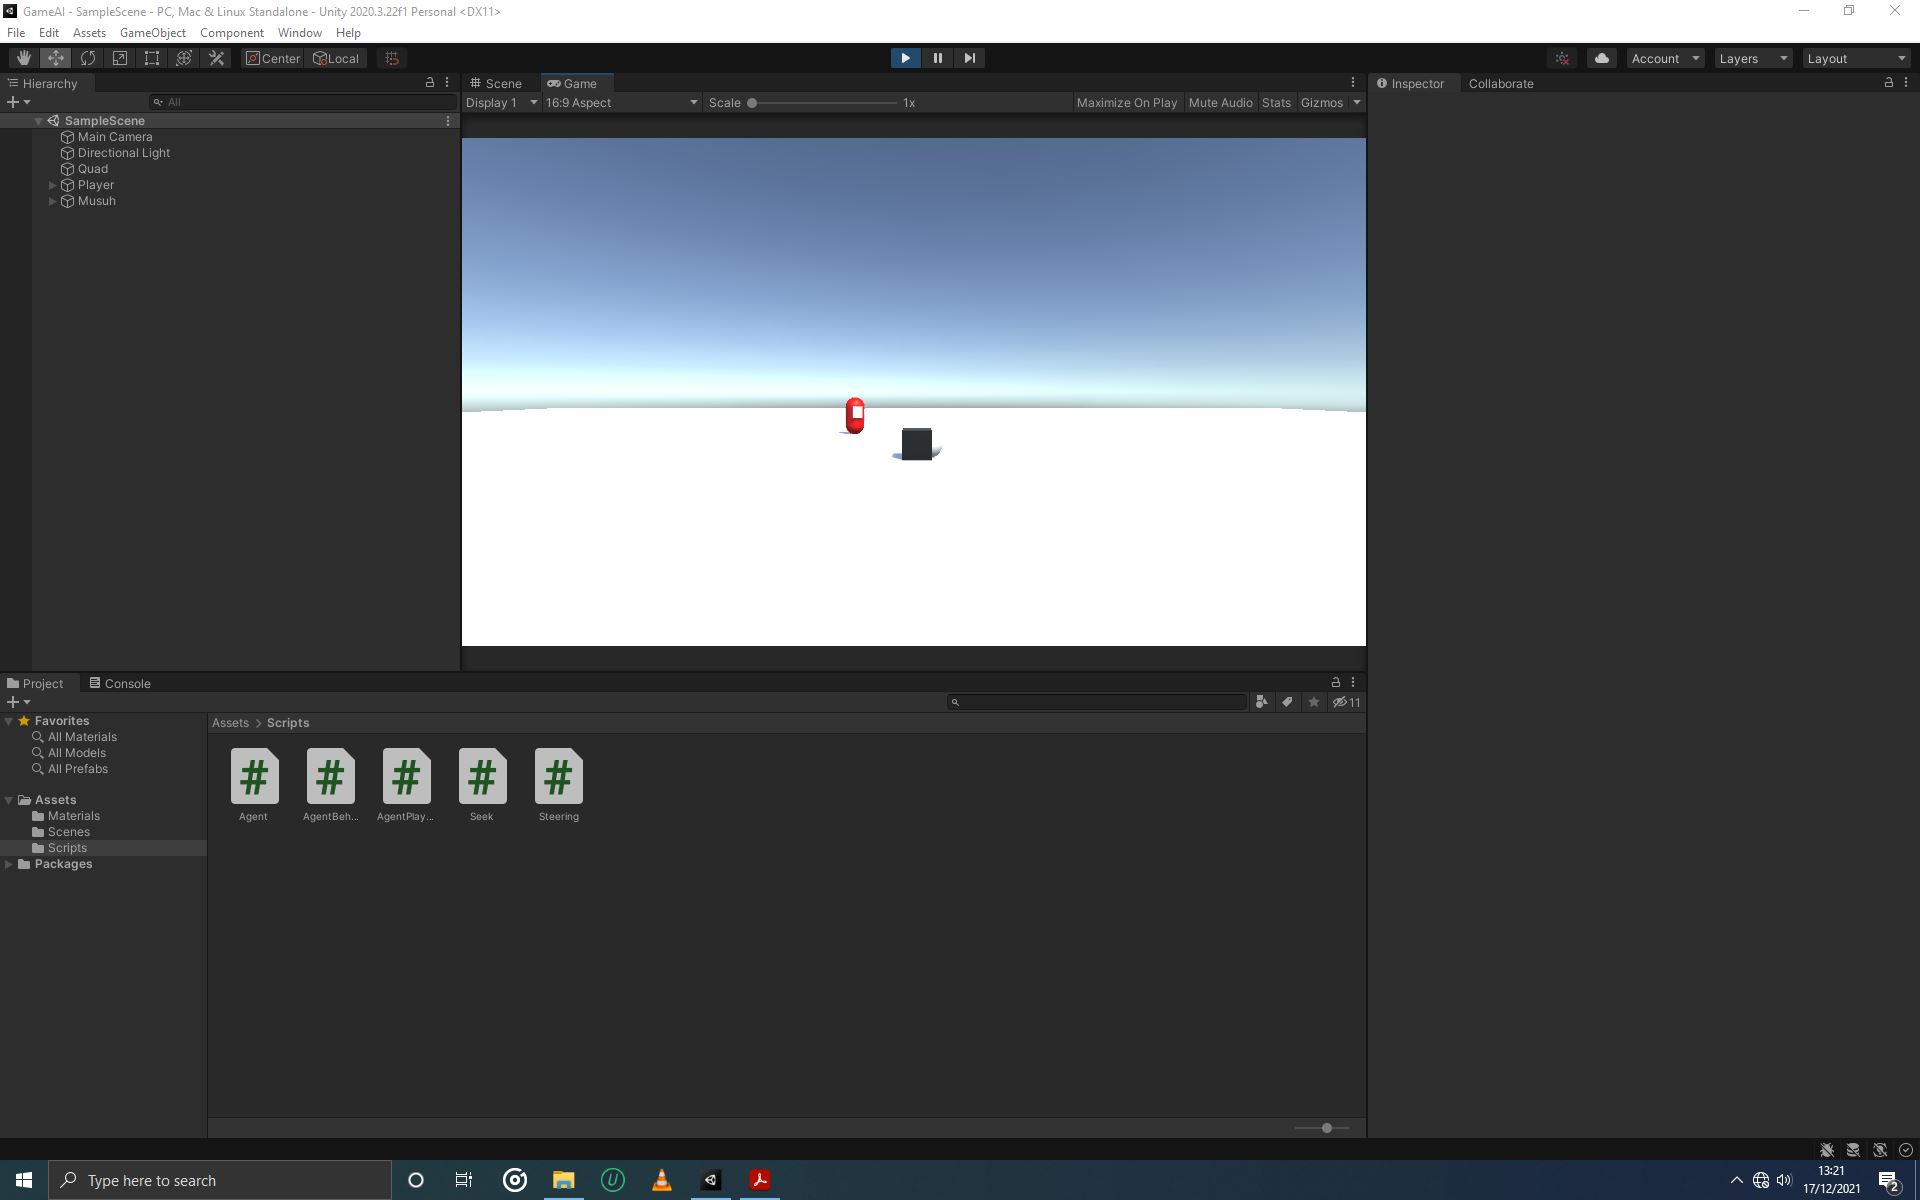 GameAI - SampleScene - PC, Mac & Linux Standalone - Unity 2020.3.22f1 Personal <DX11>
File Edit Assets GameObject Component Window Help
Center Local Account Layers Layout
Hierarchy
All
SampleScene
Main Camera
Directional Light
Quad
Player
Musuh
Scene Game
Display 1 16:9 Aspect Scale 1x Maximize On Play Mute Audio Stats Gizmos
Inspector Collaborate
Project Console
11
Favorites
All Materials
All Models
All Prefabs
Assets
Materials
Scenes
Scripts
Packages
Assets > Scripts
Agent AgentBeh... AgentPlay... Seek Steering
Type here to search
13:21
17/12/2021
2